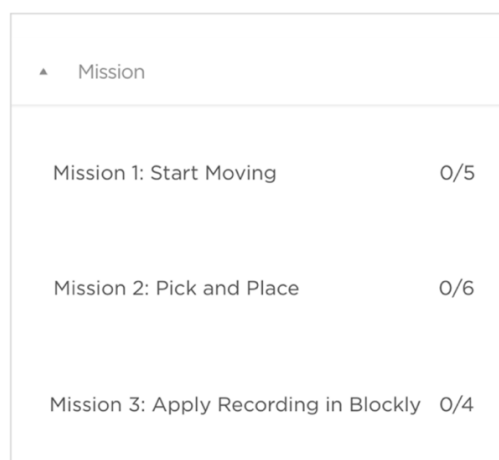 Mission
Mission 1: Start Moving 0/5
Mission 2: Pick and Place 0/6
Mission 3: Apply Recording in Blockly 0/4